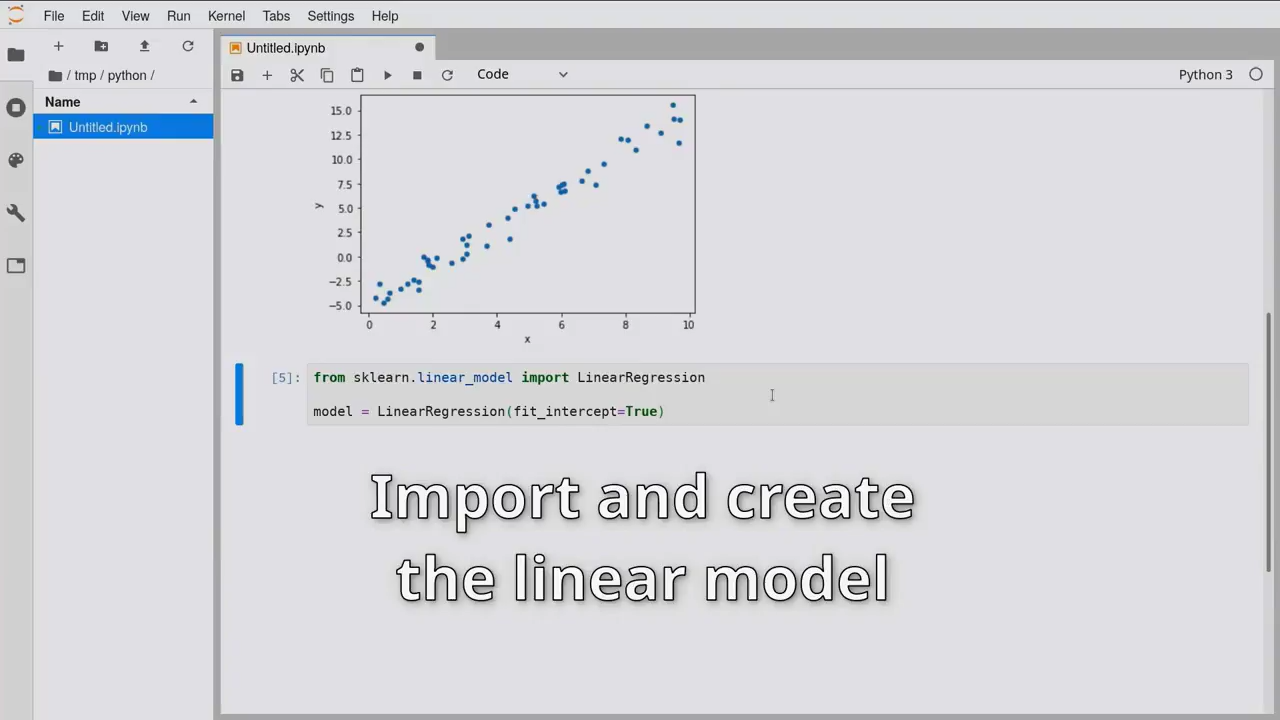 File Edit View Run Kernel Tabs Settings Help
Untitled.ipynb
Code
Python 3
/ tmp / python /
Name
Untitled.ipynb
15.0
12.5
10.0
7.5
5.0
2.5
0.0
−2.5
−5.0
y
0 2 4 6 8 10
x
[5]: from sklearn.linear_model import LinearRegression
model = LinearRegression(fit_intercept=True)
Import and create
the linear model